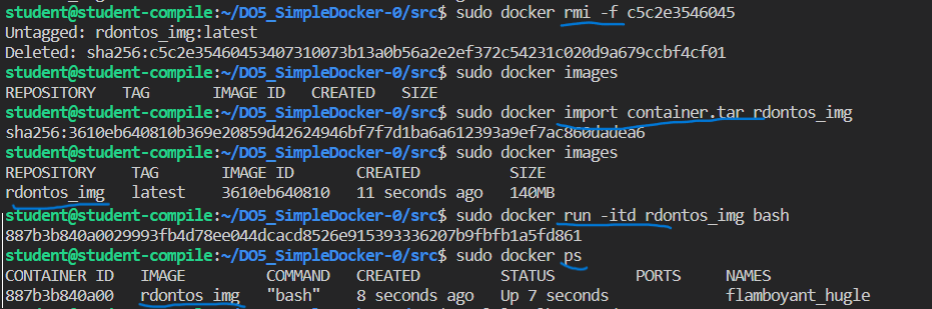 student@student-compile:~/DO5_SimpleDocker-0/src$ sudo docker rmi -f c5c2e3546045
Untagged: rdontos_img:latest
Deleted: sha256:c5c2e35460453407310073b13a0b56a2e2ef372c54231c020d9a679ccbf4cf01
student@student-compile:~/DO5_SimpleDocker-0/src$ sudo docker images
REPOSITORY TAG IMAGE ID CREATED SIZE
student@student-compile:~/DO5_SimpleDocker-0/src$ sudo docker import container.tar rdontos_img
student@student-compile:~/DO5_SimpleDocker-0/src$ sudo docker images
REPOSITORY TAG IMAGE ID CREATED SIZE
rdontos_img latest 3610eb640810 11 seconds ago 140MB
student@student-compile:~/DO5_SimpleDocker-0/src$ sudo docker run -itd rdontos_img bash
887b3b840a0029993fb4d78ee044dcacd8526e915393336207b9fbfb1a5fd861
student@student-compile:~/DO5_SimpleDocker-0/src$ sudo docker ps
CONTAINER ID IMAGE COMMAND CREATED STATUS PORTS NAMES
887b3b840a00 rdontos_img "bash" 8 seconds ago Up 7 seconds flamboyant_hugle